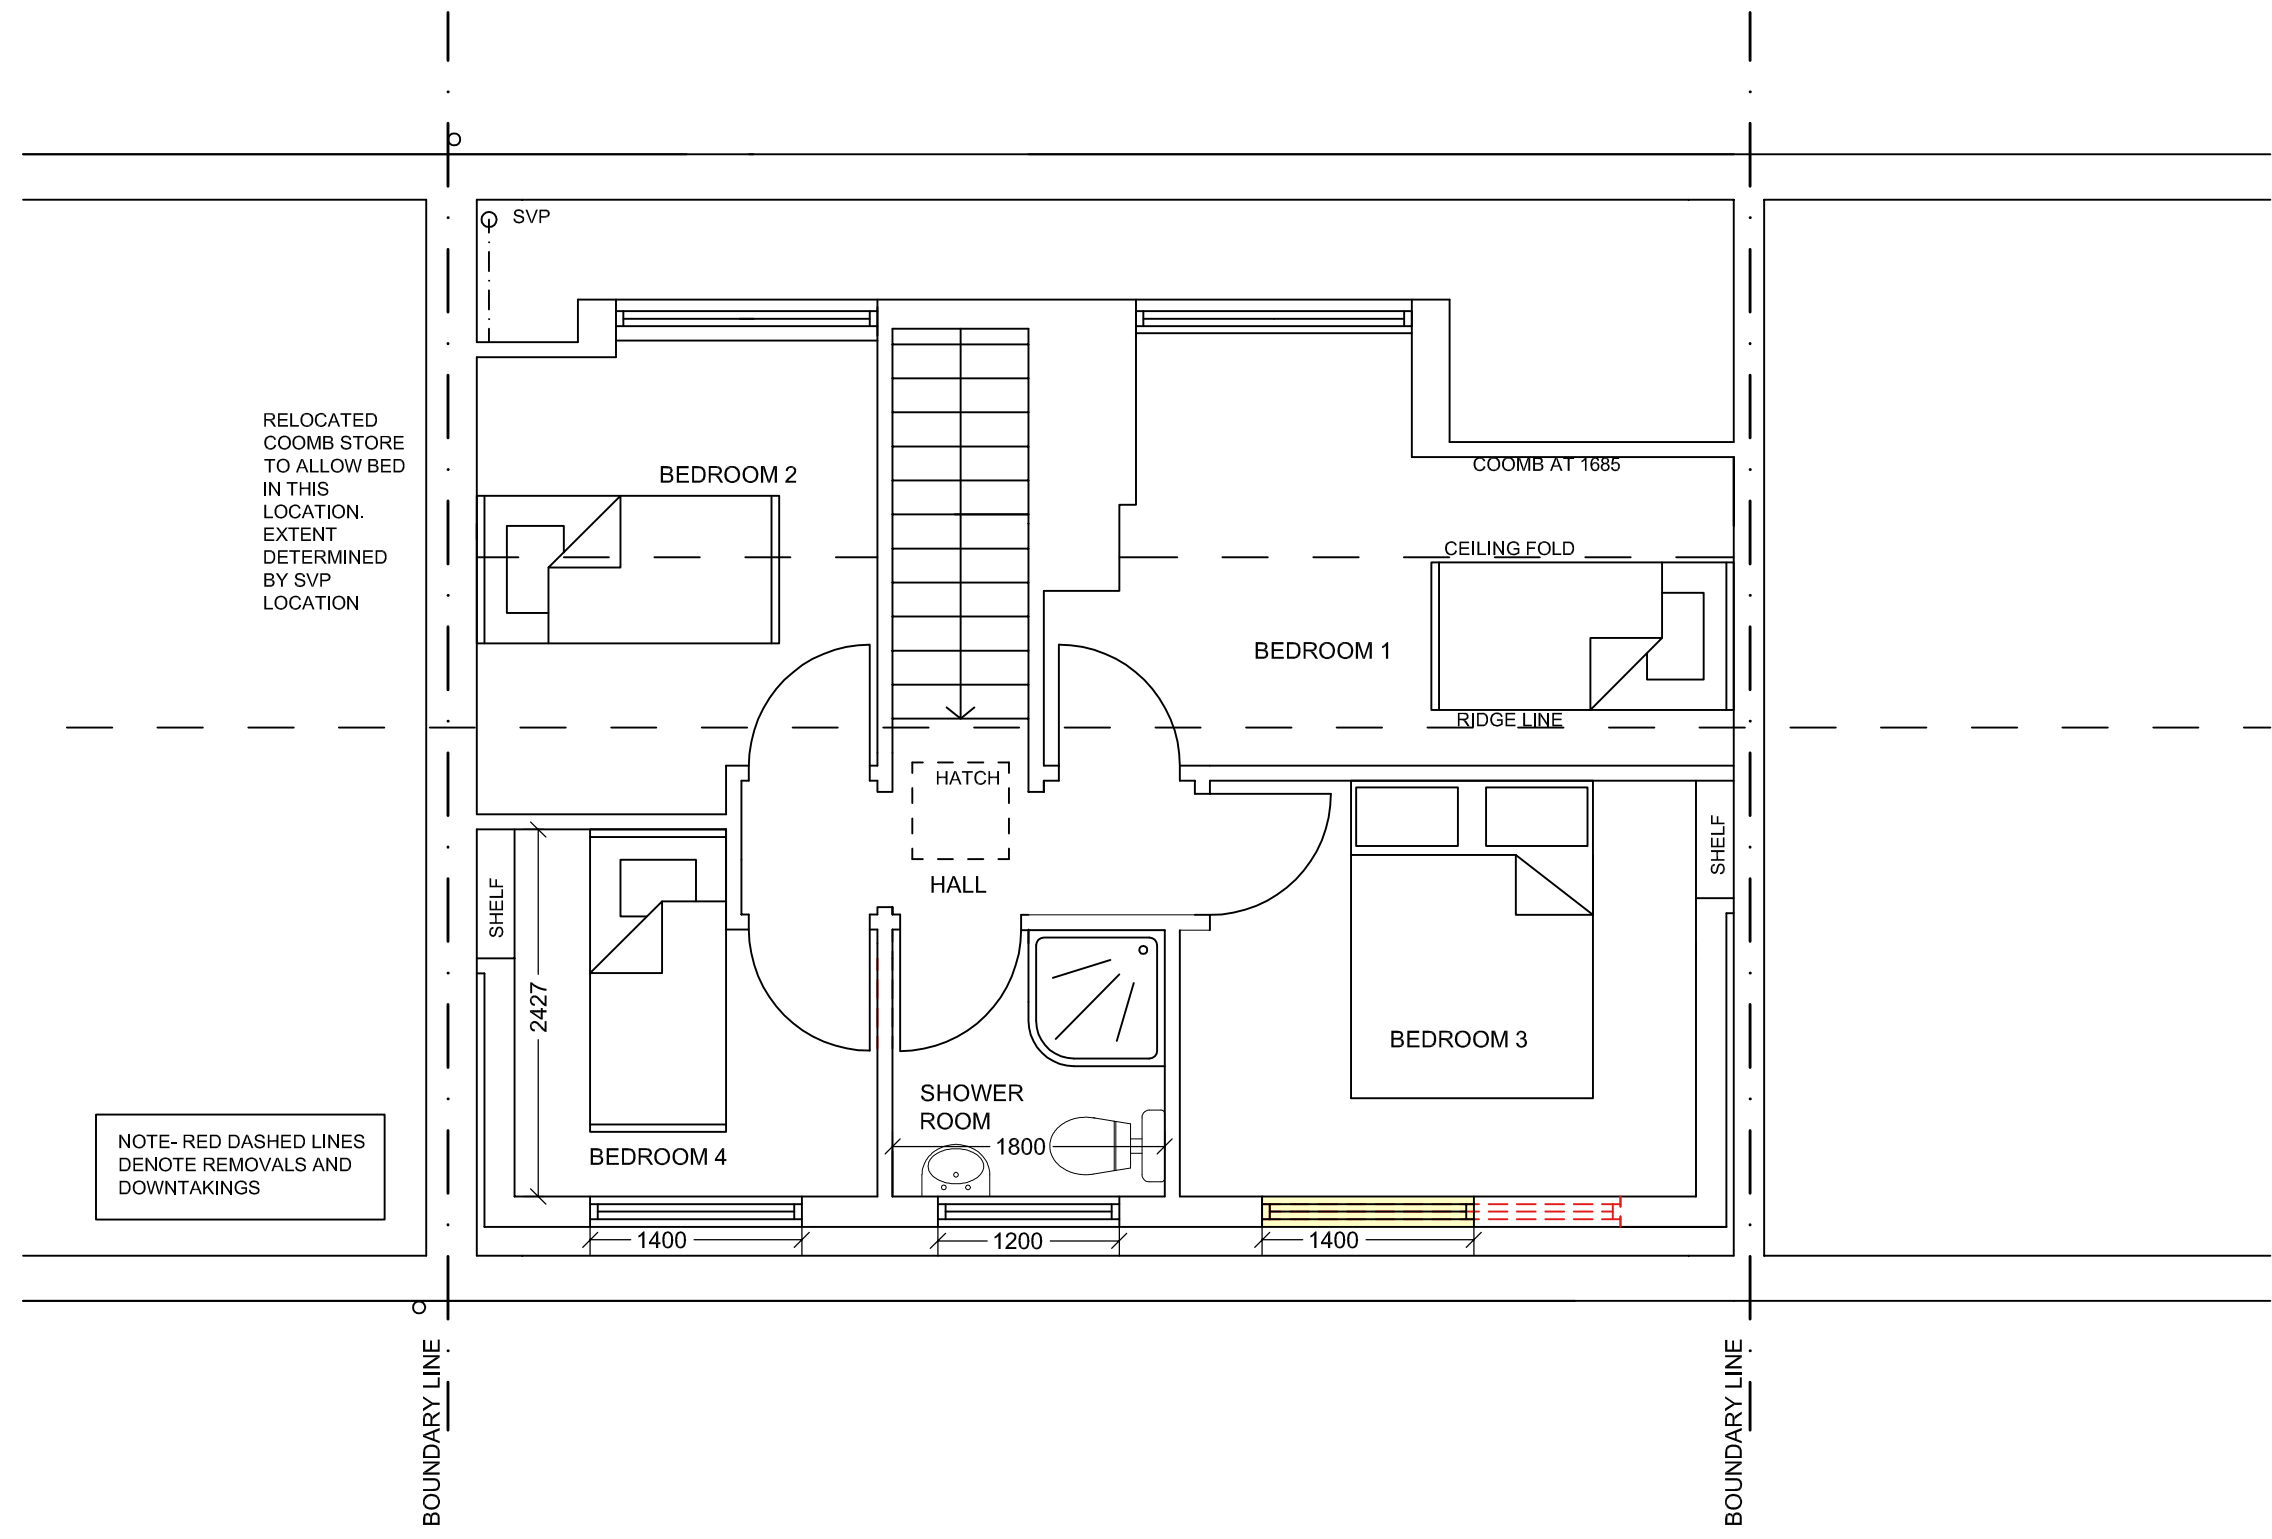 SVP
RELOCATED
COOMB STORE
TO ALLOW BED
IN THIS
LOCATION.
EXTENT
DETERMINED
BY SVP
LOCATION
BEDROOM 2
COOMB AT 1685
CEILING FOLD
BEDROOM 1
RIDGE LINE
HATCH
HALL
SHELF
SHELF
2427
BEDROOM 3
SHOWER
ROOM
1800
BEDROOM 4
NOTE- RED DASHED LINES
DENOTE REMOVALS AND
DOWNTAKINGS
1400
1200
1400
BOUNDARY LINE
BOUNDARY LINE